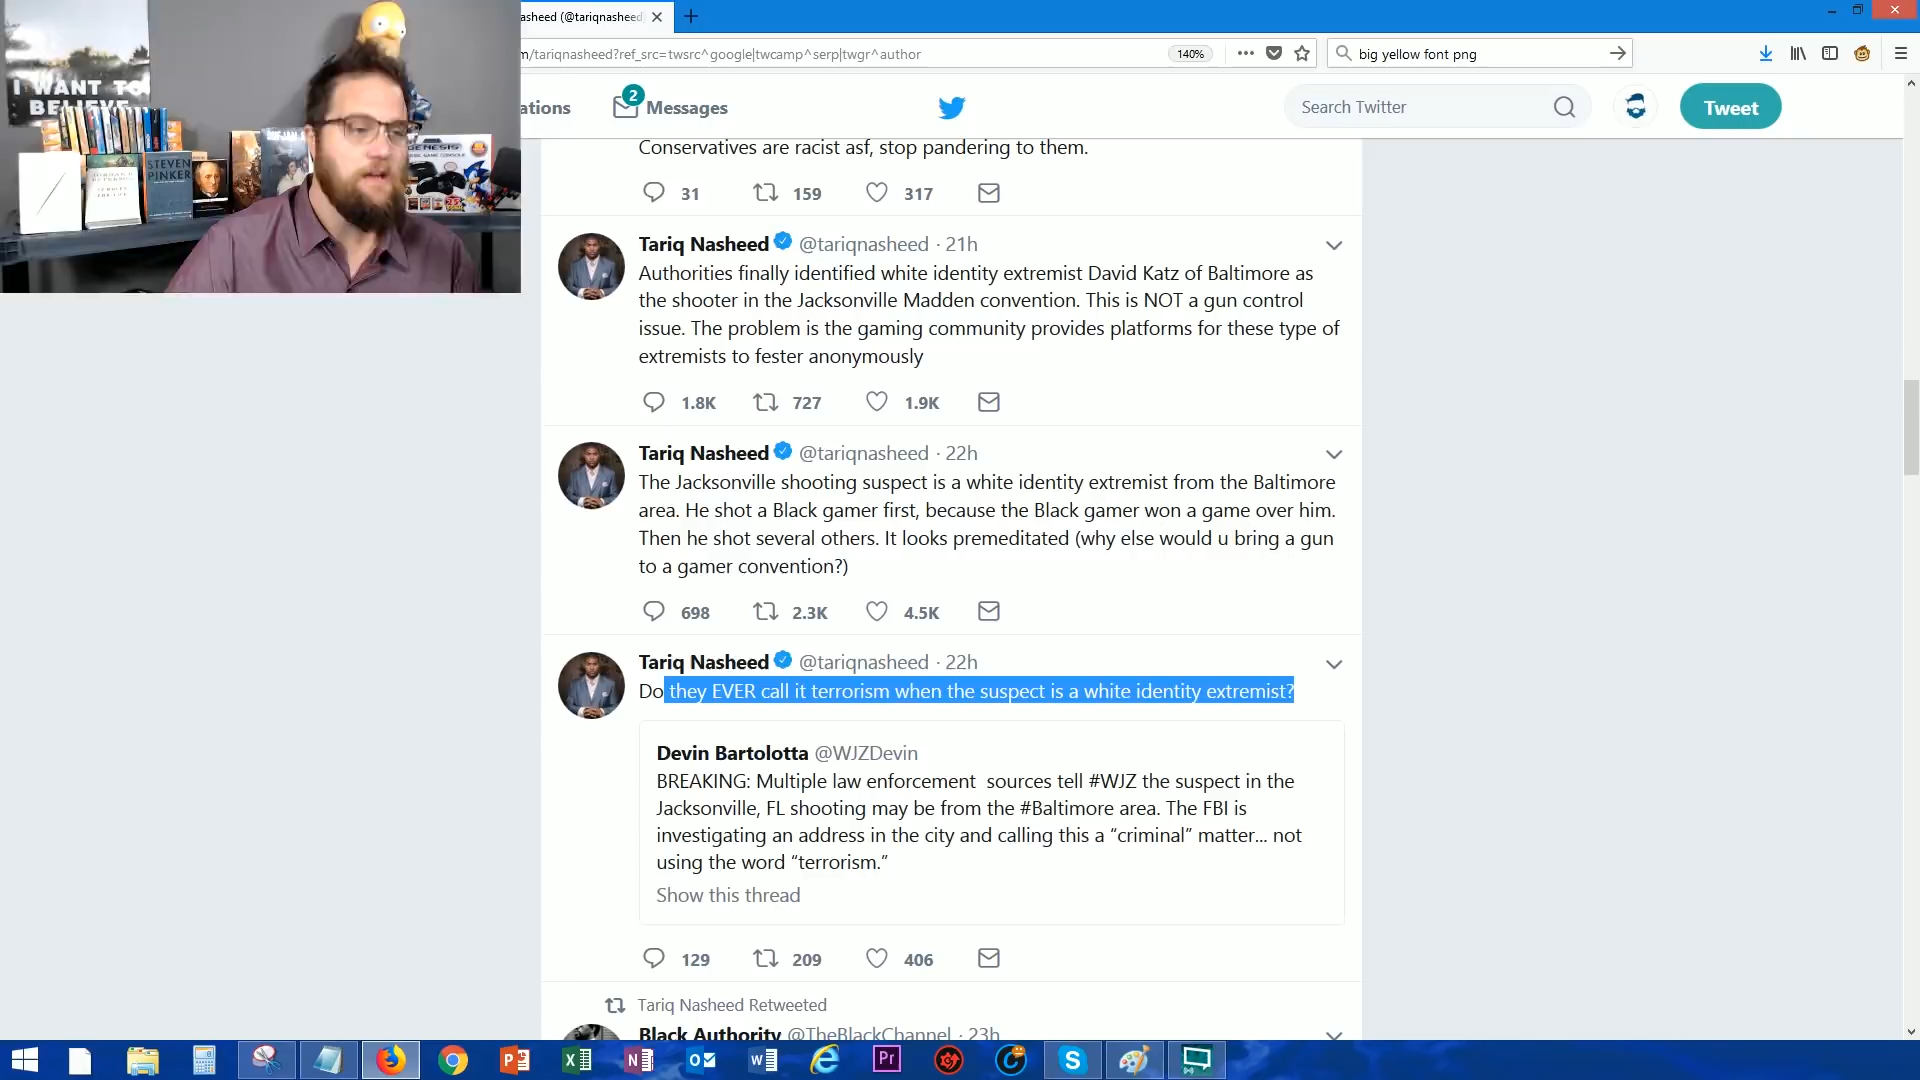 asheed (@tariqnasheed)
m/tariqnasheed?ref_src=twsrc^google|twcamp^serp|twgr^author
140%
big yellow font png
I WANT TO
BELIEVE
STEVEN
PINKER
GENESIS
ations
2
Messages
Search Twitter
Tweet
Conservatives are racist asf, stop pandering to them.
31 159 317
Tariq Nasheed @tariqnasheed · 21h
Authorities finally identified white identity extremist David Katz of Baltimore as
the shooter in the Jacksonville Madden convention. This is NOT a gun control
issue. The problem is the gaming community provides platforms for these type of
extremists to fester anonymously
1.8K 727 1.9K
Tariq Nasheed @tariqnasheed · 22h
The Jacksonville shooting suspect is a white identity extremist from the Baltimore
area. He shot a Black gamer first, because the Black gamer won a game over him.
Then he shot several others. It looks premeditated (why else would u bring a gun
to a gamer convention?)
698 2.3K 4.5K
Tariq Nasheed @tariqnasheed · 22h
Do they EVER call it terrorism when the suspect is a white identity extremist?
Devin Bartolotta @WJZDevin
BREAKING: Multiple law enforcement sources tell #WJZ the suspect in the
Jacksonville, FL shooting may be from the #Baltimore area. The FBI is
investigating an address in the city and calling this a “criminal” matter... not
using the word “terrorism.”
Show this thread
129 209 406
Tariq Nasheed Retweeted
Black Authority @TheBlackChannel · 23h